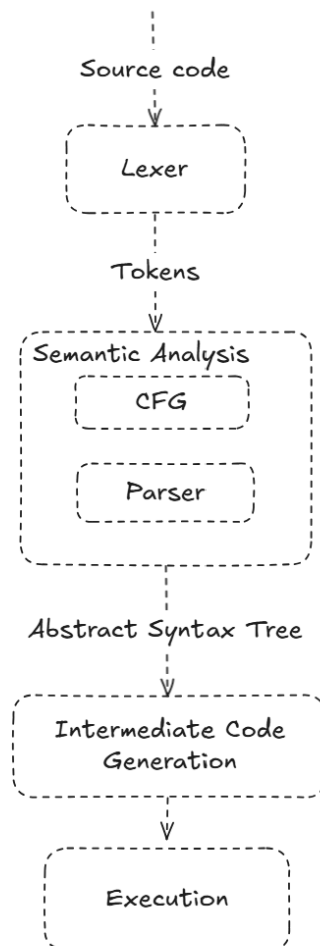 Source code
Lexer
Tokens
Semantic Analysis
CFG
Parser
Abstract Syntax Tree
Intermediate Code
Generation
Execution